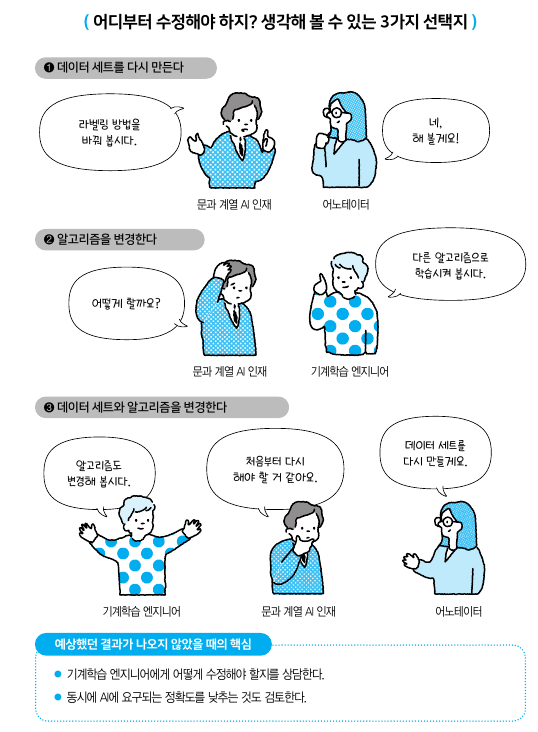 ( 어디부터 수정해야 하지? 생각해 볼 수 있는 3가지 선택지 )
❶ 데이터 세트를 다시 만든다
라벨링 방법을
바꿔 봅시다.
네,
해 볼게요!
문과 계열 AI 인재
어노테이터
❷ 알고리즘을 변경한다
어떻게 할까요?
다른 알고리즘으로
학습시켜 봅시다.
문과 계열 AI 인재
기계학습 엔지니어
❸ 데이터 세트와 알고리즘을 변경한다
알고리즘도
변경해 봅시다.
처음부터 다시
해야 할 거 같아요.
데이터 세트를
다시 만들게요.
기계학습 엔지니어
문과 계열 AI 인재
어노테이터
예상했던 결과가 나오지 않았을 때의 핵심
● 기계학습 엔지니어에게 어떻게 수정해야 할지를 상담한다.
● 동시에 AI에 요구되는 정확도를 낮추는 것도 검토한다.